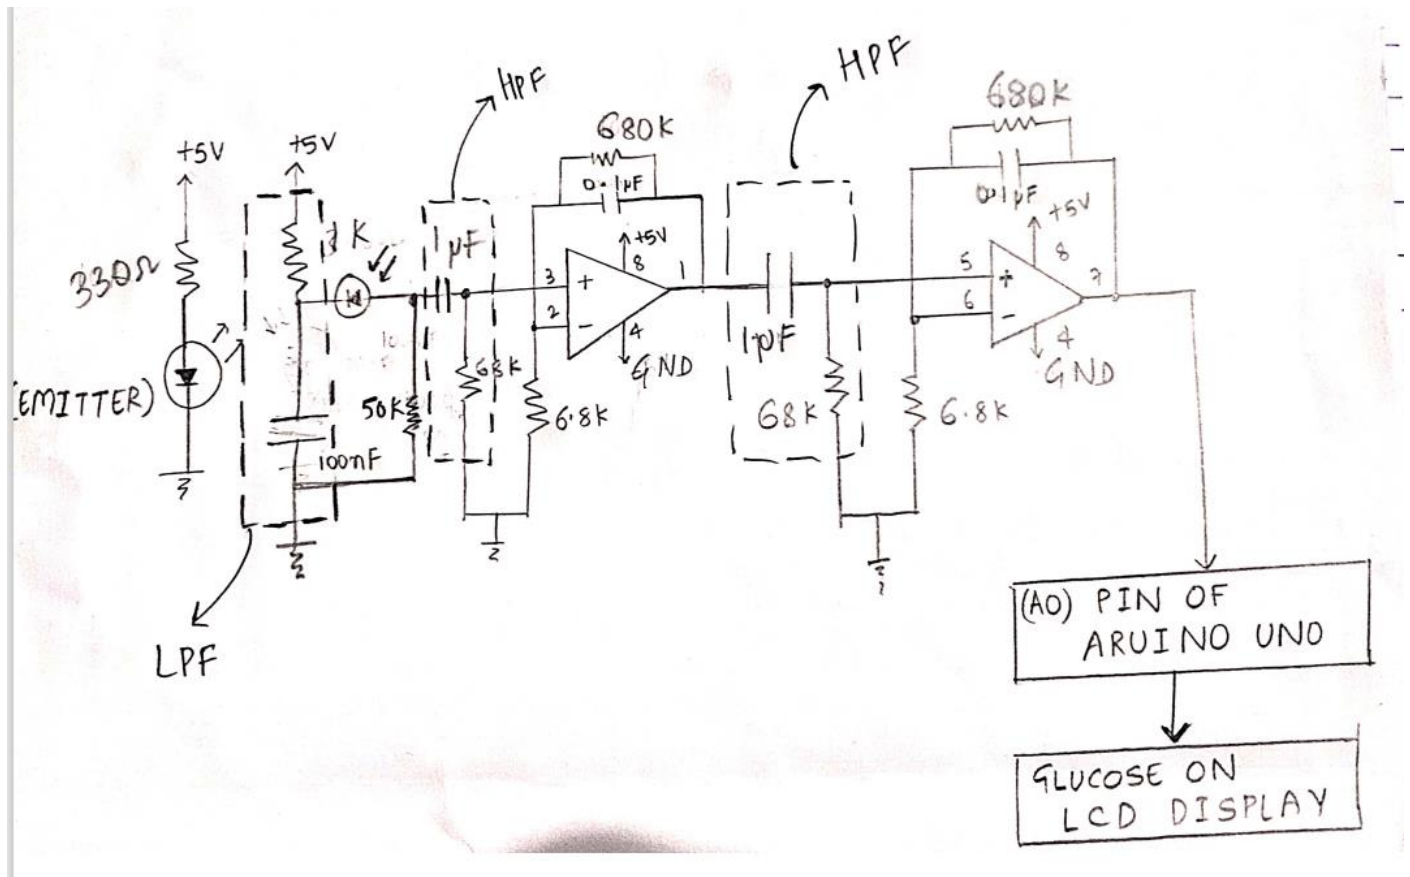 HPF
HPF
680K
680K
+5V
+5V
0.1µF
0.1µF
+5V
1K
1µF
+5V
8
8
330Ω
3
+
1
5
+
7
2
-
6
-
4
GND
1µF
4
GND
(EMITTER)
50K
68K
6.8K
68K
6.8K
100nF
LPF
(A0) PIN OF
ARUINO UNO
GLUCOSE ON
LCD DISPLAY